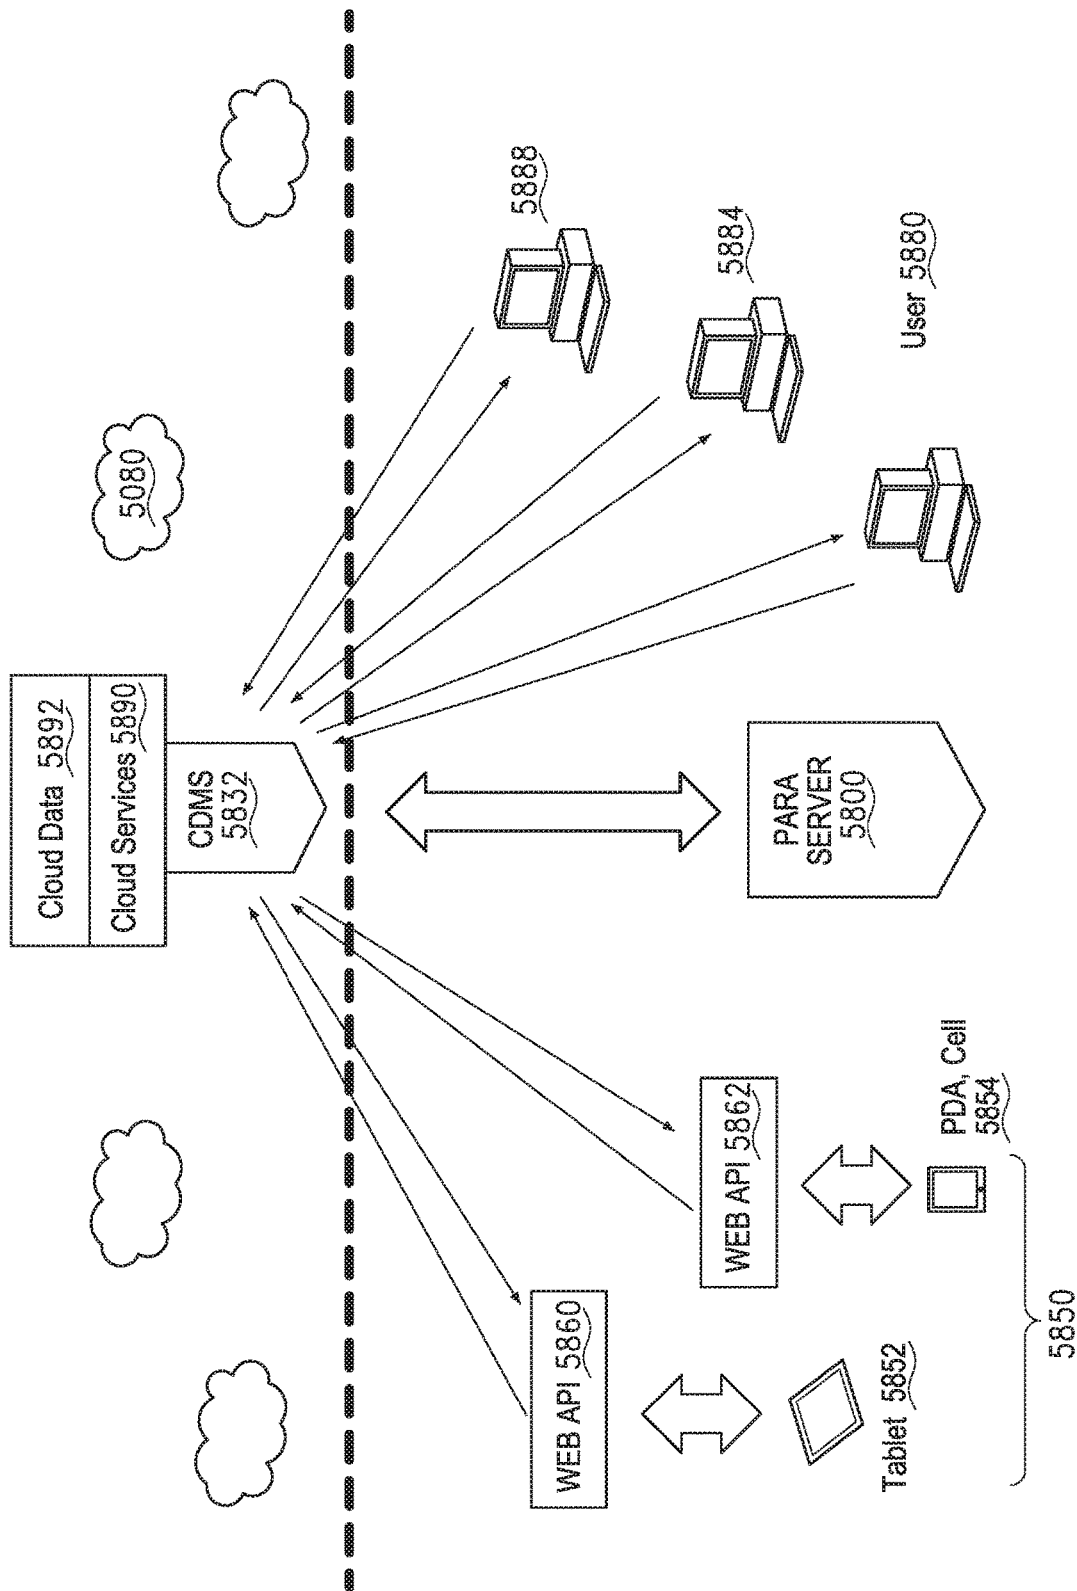 Cloud Data 5892
Cloud Services 5890
CDMS
5832
5080
WEB API 5860
WEB API 5862
PARA
SERVER
5800
5888
5884
User 5880
Tablet 5852
PDA, Cell
5854
5850